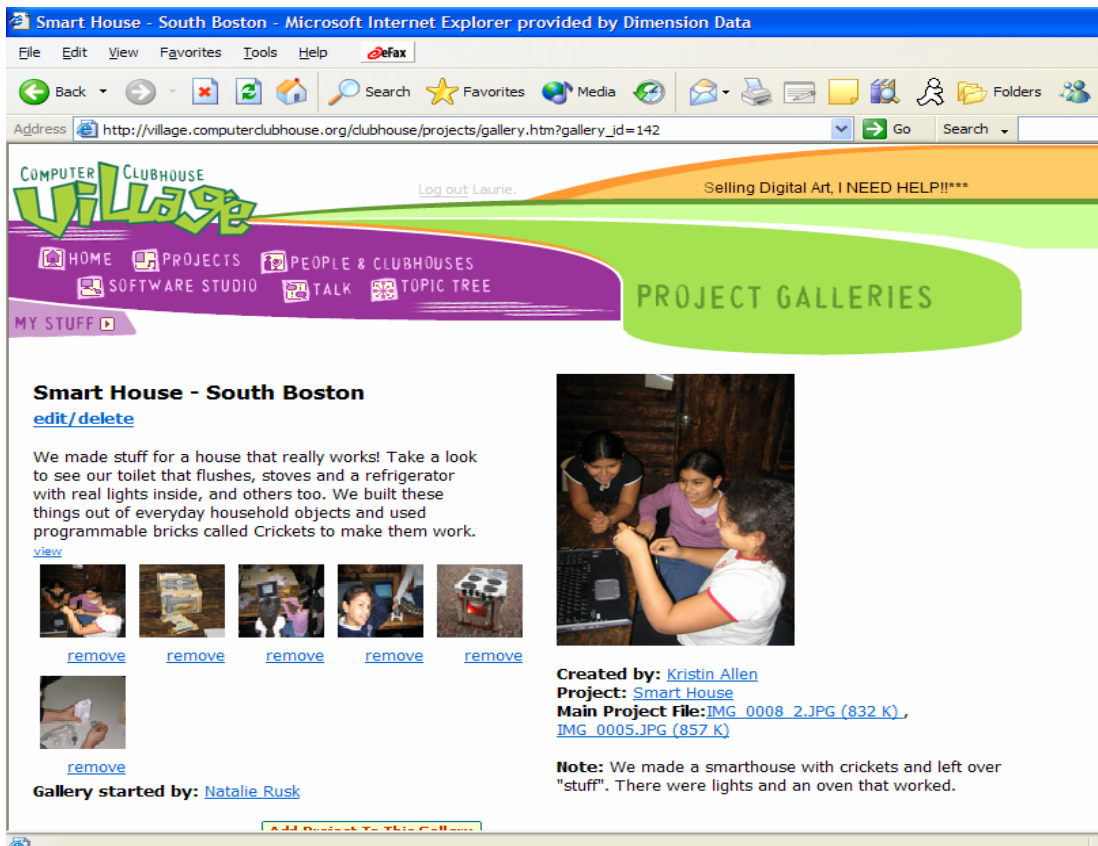 Smart House - South Boston - Microsoft Internet Explorer provided by Dimension Data
File Edit View Favorites Tools Help eFax
Back Search Favorites Media Folders
Address http://village.computerclubhouse.org/clubhouse/projects/gallery.htm?gallery_id=142 Go Search
COMPUTER CLUBHOUSE
Village
Log out Laurie.
: Selling Digital Art, I NEED HELP!!***
HOME PROJECTS PEOPLE & CLUBHOUSES
SOFTWARE STUDIO TALK TOPIC TREE
MY STUFF
PROJECT GALLERIES
Smart House - South Boston
edit/delete
We made stuff for a house that really works! Take a look
to see our toilet that flushes, stoves and a refrigerator
with real lights inside, and others too. We built these
things out of everyday household objects and used
programmable bricks called Crickets to make them work.
view
remove remove remove remove remove
remove
Gallery started by: Natalie Rusk
Add Project To This Gallery
Created by: Kristin Allen
Project: Smart House
Main Project File:IMG_0008_2.JPG (832 K) ,
IMG_0005.JPG (857 K)
Note: We made a smarthouse with crickets and left over
"stuff". There were lights and an oven that worked.